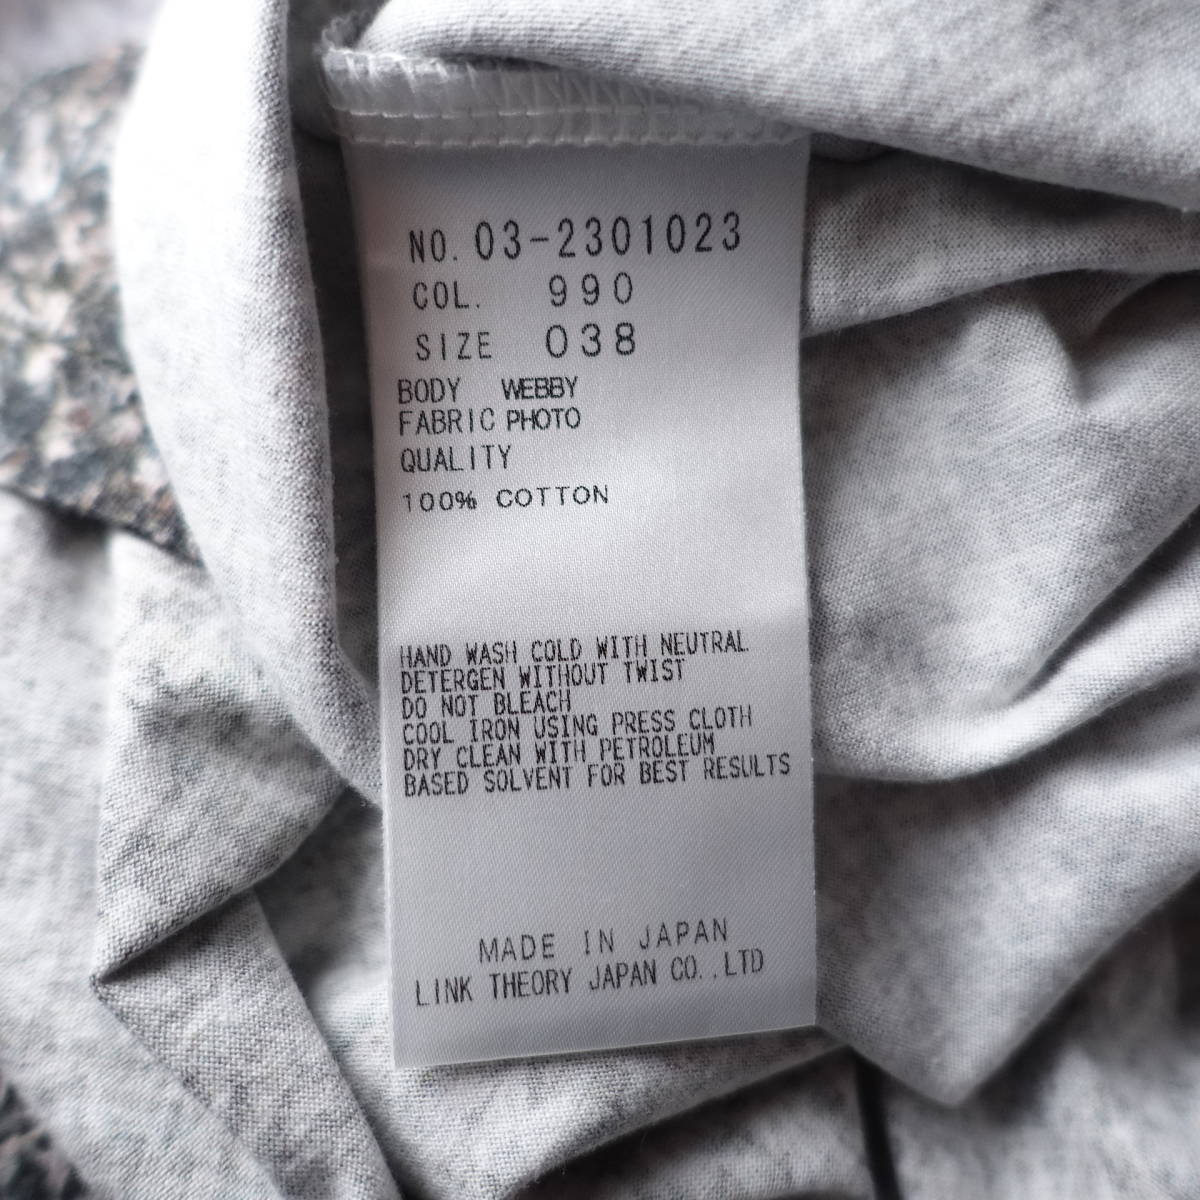 NO. 03-2301023
COL. 990
SIZE 038
BODY WEBBY
FABRIC PHOTO
QUALITY
100% COTTON
HAND WASH COLD WITH NEUTRAL
DETERGEN WITHOUT TWIST
DO NOT BLEACH
COOL IRON USING PRESS CLOTH
DRY CLEAN WITH PETROLEUM
BASED SOLVENT FOR BEST RESULTS
MADE IN JAPAN
LINK THEORY JAPAN CO.,LTD